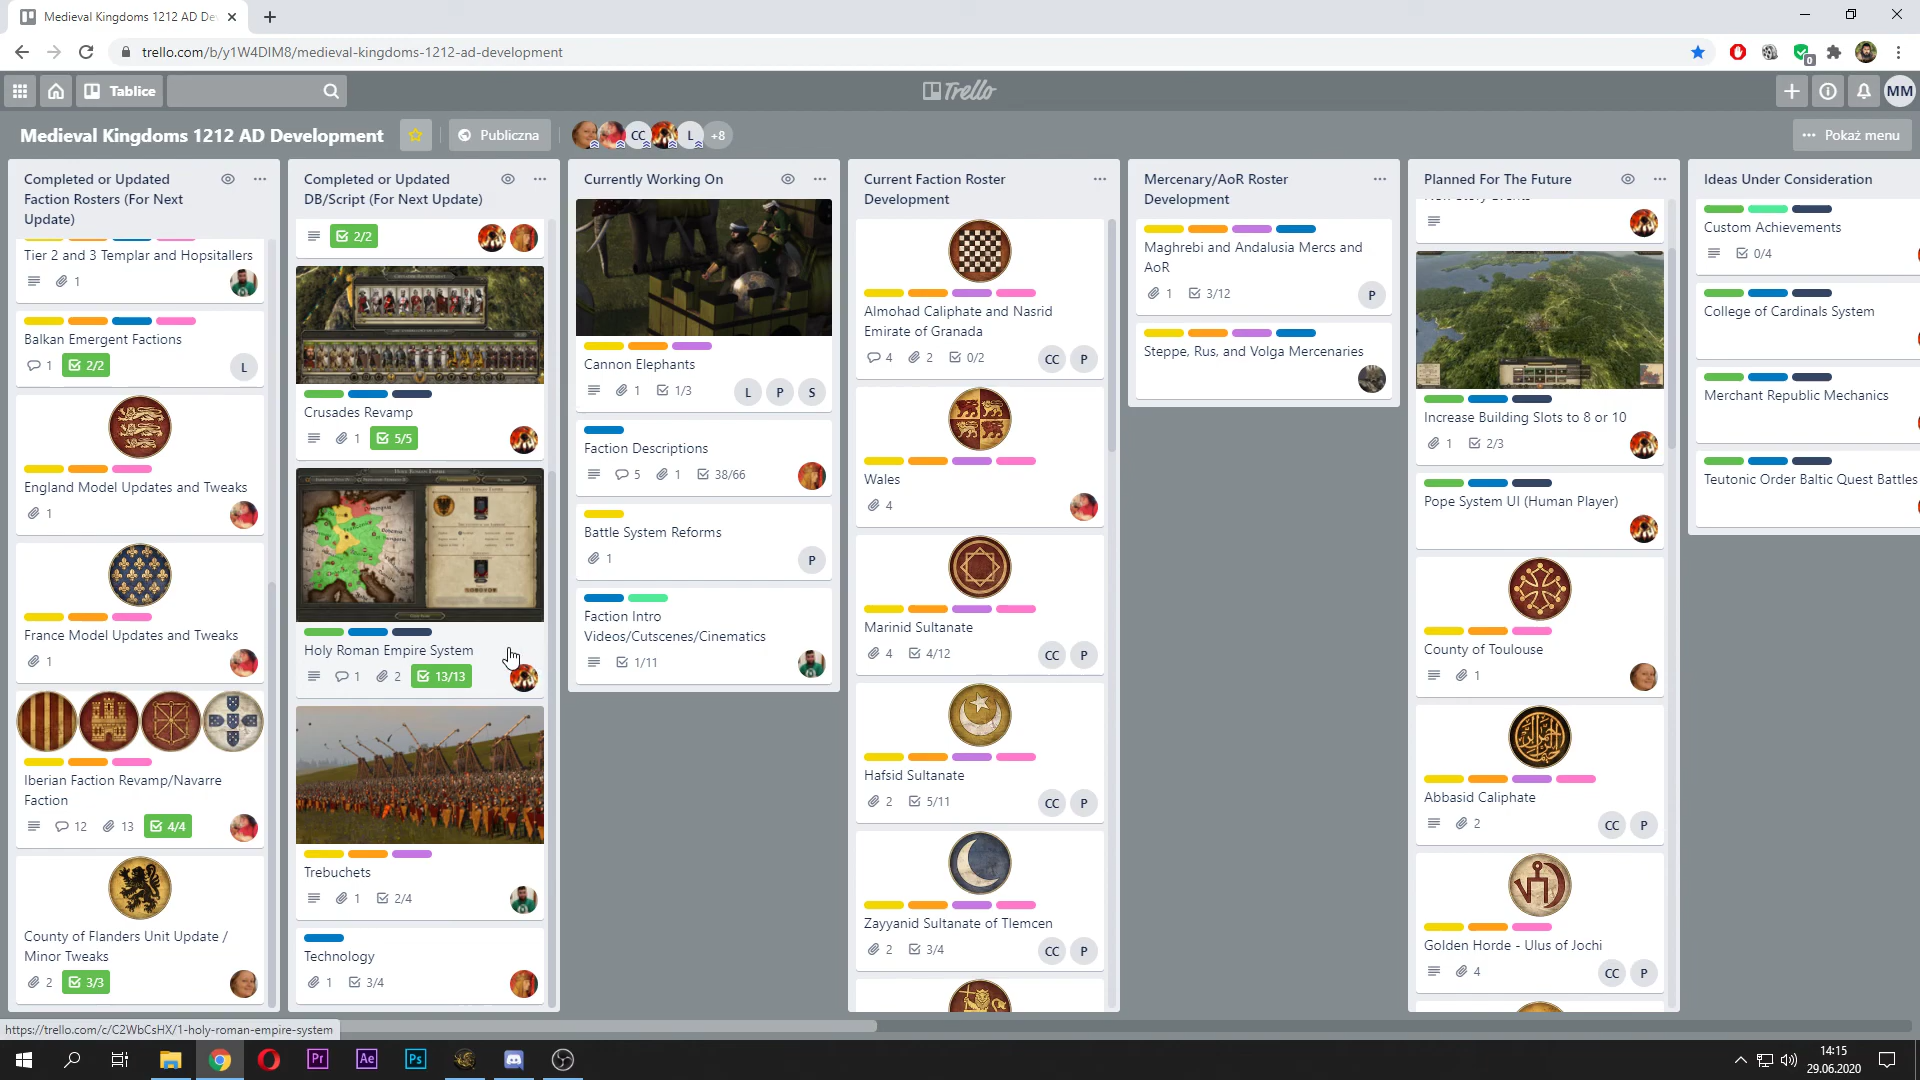 Medieval Kingdoms 1212 AD De
trello.com/b/y1W4DIM8/medieval-kingdoms-1212-ad-development
0
Tablice
Trello
MM
Medieval Kingdoms 1212 AD Development
Publiczna
CC
L
+8
Pokaż menu
Completed or Updated
Faction Rosters (For Next
Update)
Tier 2 and 3 Templar and Hopsitallers
1
Balkan Emergent Factions
1 2/2
L
England Model Updates and Tweaks
1
France Model Updates and Tweaks
1
Iberian Faction Revamp/Navarre
Faction
12 13 4/4
County of Flanders Unit Update /
Minor Tweaks
2 3/3
Completed or Updated
DB/Script (For Next Update)
2/2
Crusades Revamp
1 5/5
Holy Roman Empire System
1 2 13/13
Trebuchets
1 2/4
Technology
1 3/4
Currently Working On
Cannon Elephants
1 1/3 L P S
Faction Descriptions
5 1 38/66
Battle System Reforms
1 P
Faction Intro
Videos/Cutscenes/Cinematics
1/11
Current Faction Roster
Development
Almohad Caliphate and Nasrid
Emirate of Granada
4 2 0/2 CC P
Wales
4
Marinid Sultanate
4 4/12 CC P
Hafsid Sultanate
2 5/11 CC P
Zayyanid Sultanate of Tlemcen
2 3/4 CC P
Mercenary/AoR Roster
Development
Maghrebi and Andalusia Mercs and
AoR
1 3/12 P
Steppe, Rus, and Volga Mercenaries
Planned For The Future
Increase Building Slots to 8 or 10
1 2/3
Pope System UI (Human Player)
County of Toulouse
1
Abbasid Caliphate
2 CC P
Golden Horde - Ulus of Jochi
4 CC P
Ideas Under Consideration
Custom Achievements
0/4
College of Cardinals System
Merchant Republic Mechanics
Teutonic Order Baltic Quest Battles
https://trello.com/c/C2WbCsHX/1-holy-roman-empire-system
Pr
Ae
Ps
14:15
29.06.2020